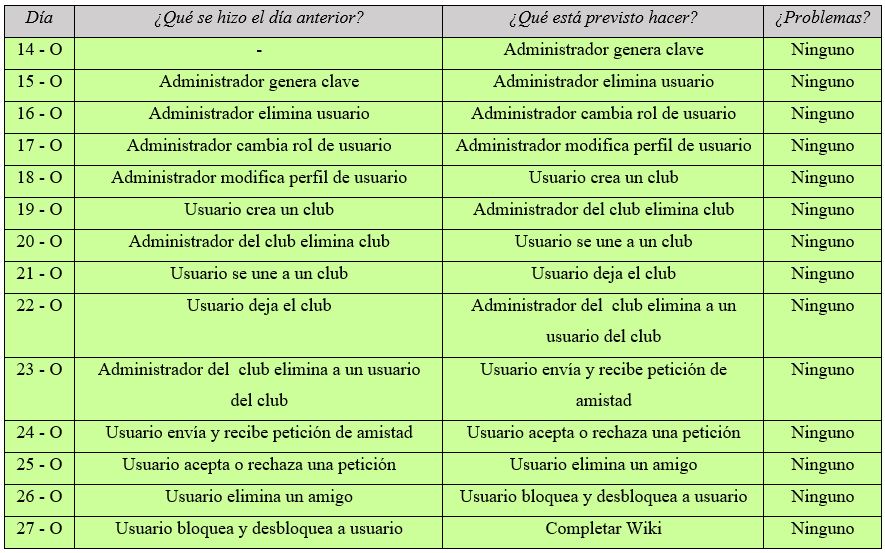 Día ¿Qué se hizo el día anterior? ¿Qué está previsto hacer? ¿Problemas?
14 - O - Administrador genera clave Ninguno
15 - O Administrador genera clave Administrador elimina usuario Ninguno
16 - O Administrador elimina usuario Administrador cambia rol de usuario Ninguno
17 - O Administrador cambia rol de usuario Administrador modifica perfil de usuario Ninguno
18 - O Administrador modifica perfil de usuario Usuario crea un club Ninguno
19 - O Usuario crea un club Administrador del club elimina club Ninguno
20 - O Administrador del club elimina club Usuario se une a un club Ninguno
21 - O Usuario se une a un club Usuario deja el club Ninguno
22 - O Usuario deja el club Administrador del  club elimina a un Ninguno
usuario del club
23 - O Administrador del  club elimina a un usuario Usuario envía y recibe petición de Ninguno
del club amistad
24 - O Usuario envía y recibe petición de amistad Usuario acepta o rechaza una petición Ninguno
25 - O Usuario acepta o rechaza una petición Usuario elimina un amigo Ninguno
26 - O Usuario elimina un amigo Usuario bloquea y desbloquea a usuario Ninguno
27 - O Usuario bloquea y desbloquea a usuario Completar Wiki Ninguno